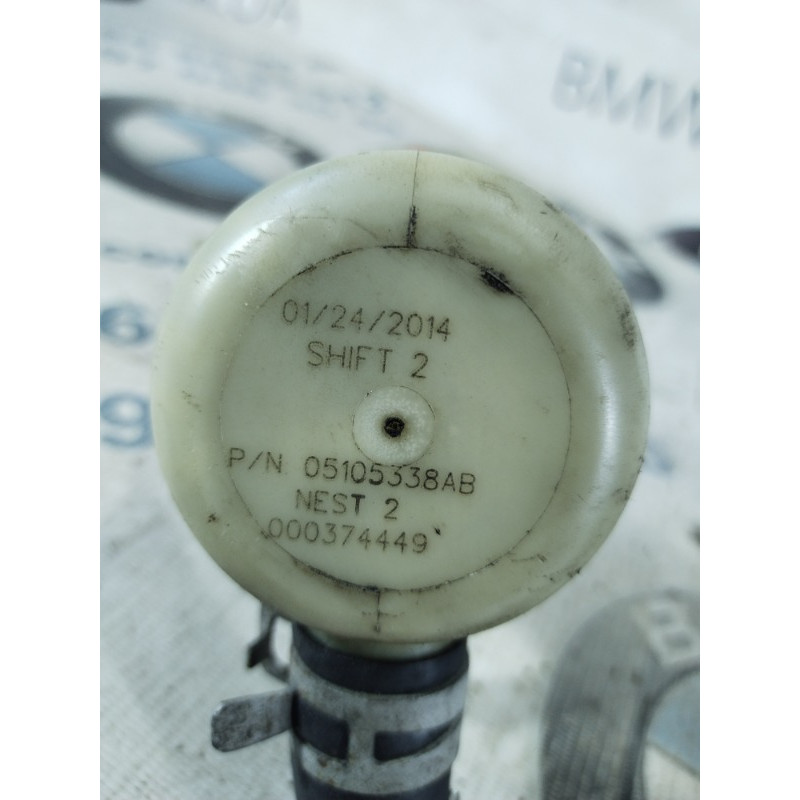 BMW
01/24/2014
SHIFT 2
P/N 05105338AB
NEST 2
000374449